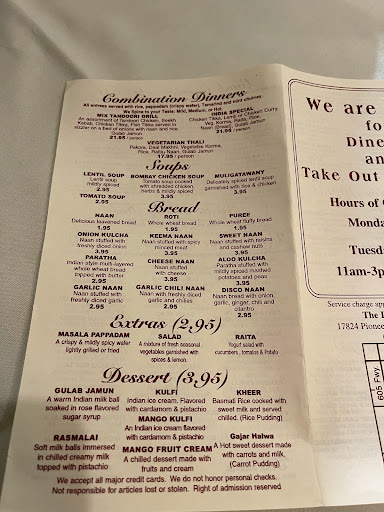 Combination Dinners
All entrees served with rice, pappadam (crispy wafer), Tamarind and mint chutney.
We Spice to your Taste: Mild, Medium, or Hot.
MIX TANDOORI GRILL
An assortment of Tandoori Chicken, Seekh
Kebab, Chicken Tikka, Fish Tikka served in
sizzler on a bed of onions with naan and rice.
Gulab Jamun
21.95 / person
INDIA SPECIAL
Chicken Tikka, Lamb or Chicken Curry
Veg. Korma, Raita, Rice,
Naan (Bread), Gulab Jamun
21.95 / person
VEGETARIAN THALI
Pakora, Daal Makhni, Vegetable Korma,
Rice, Raita, Naan, Gulab Jamun
17.95 / person
Soups
LENTIL SOUP
Lentil soup
mildly spiced
2.95
TOMATO SOUP
2.95
BOMBAY CHICKEN SOUP
Tomato soup cooked
with shredded chicken,
herbs & mildly spiced
3.95
MULIGATAWANY
Delicately spiced lentil soup
garnished with rice & chicken
3.95
Bread
NAAN
Delicious leavened bread
1.95
ROTI
Whole wheat bread
1.95
PUREE
Whole wheat fluffy bread
1.95
ONION KULCHA
Naan stuffed with
freshly diced onion
3.95
KEEMA NAAN
Naan stuffed with spicy
minced meat
3.95
SWEET NAAN
Naan stuffed with raisins
and cashew nuts
3.95
PARATHA
Indian style multi-layered
whole wheat bread
topped with butter
2.95
CHEESE NAAN
Naan stuffed
with cheese
3.95
ALOO KULCHA
Paratha stuffed with
mildly spiced mashed
potatoes and peas
3.95
GARLIC NAAN
Naan stuffed with
freshly diced garlic
2.95
GARLIC CHILI NAAN
Naan with freshly diced
garlic and chilies
2.95
DISCO NAAN
Naan bread with onion,
garlic, ginger, chili and
cilantro
2.95
Extras (2.95)
MASALA PAPPADAM
A crispy & mildly spicy wafer
lightly grilled or fried
SALAD
A mixture of fresh seasonal
vegetables garnished with
spices & lemon.
RAITA
Yogut salad with
cucumbers, tomato & Potato
Dessert (3.95)
GULAB JAMUN
A warm Indian milk ball
soaked in rose flavored
sugar syrup
KULFI
Indian ice cream, Flavored
with cardamom & pistachio
KHEER
Basmati Rice cooked with
sweet milk and served
chilled. (Rice Pudding)
MANGO KULFI
An Indian ice cream flavored
with cardamom & pistachio
RASMALAI
Soft milk balls immersed
in chilled creamy milk
topped with pistachio
MANGO FRUIT CREAM
A chilled dessert made with
fruits and cream
Gajar Halwa
A Hot sweet dessert made
with carrots and milk,
(Carrot Pudding)
We accept all major credit cards. We do not honor personal checks.
Not responsible for articles lost or stolen. Right of admission reserved
We are
fo
Dine
an
Take Out
Hours of
Monda
Tuesd
11am-3p
Service charge ap
The I
17824 Pionee
605 Fwy.